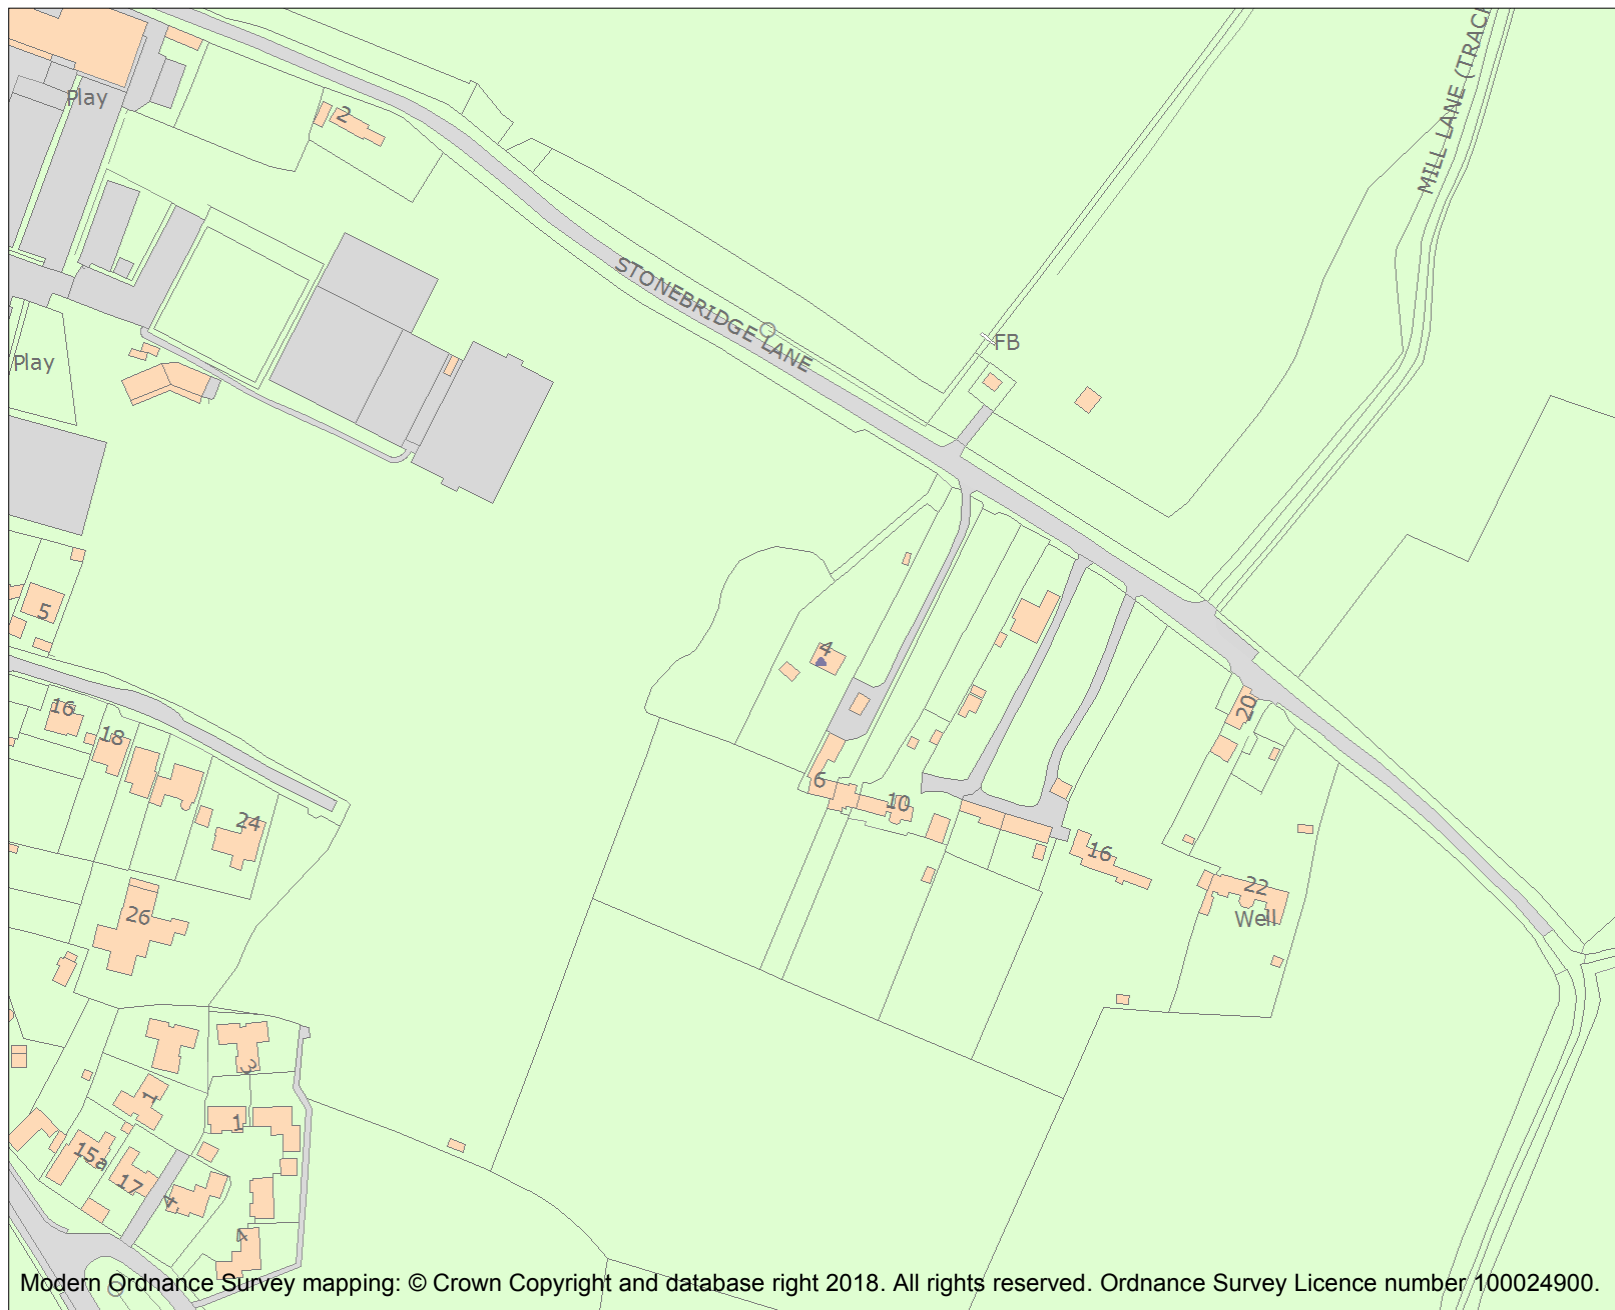 Play
2
MILL LANE (TRACK
STONEBRIDGE LANE
FB
Play
5
4
16
18
20
6
10
24
16
22
26
Well
3
1
1
15a
17
4
4
Modern Ordnance Survey mapping: © Crown Copyright and database right 2018. All rights reserved. Ordnance Survey Licence number 100024900.